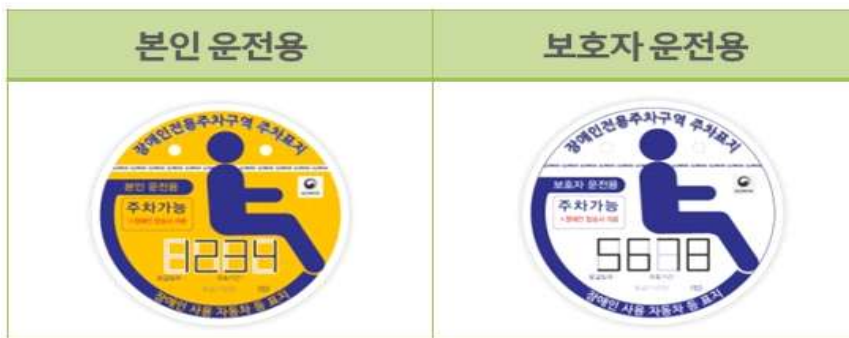 본인 운전용
보호자 운전용
장애인전용주차구역 주차표지
본인 운전용
주차가능
1234
장애인 사용 자동차 등 표지
장애인전용주차구역 주차표지
보호자 운전용
주차가능
5678
장애인 사용 자동차 등 표지